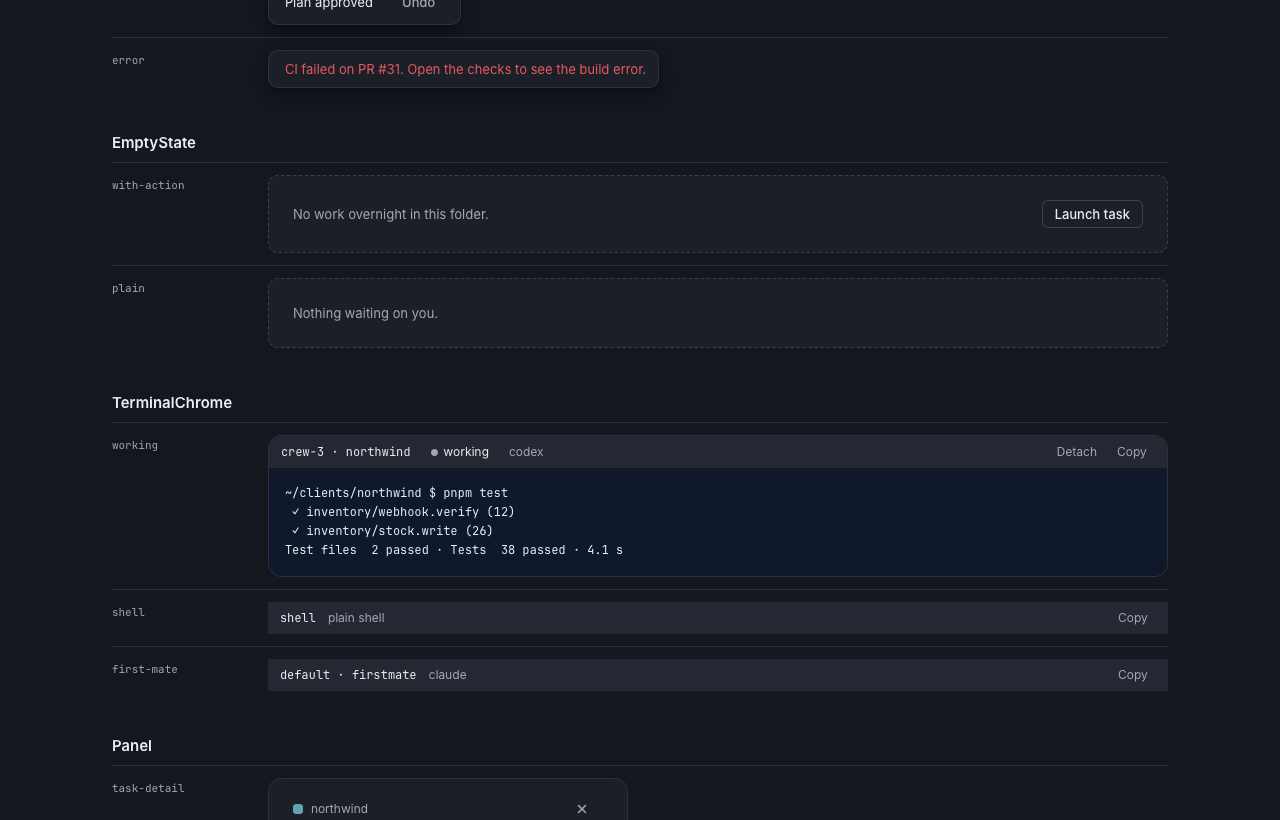 Plan approved Undo
error
CI failed on PR #31. Open the checks to see the build error.
EmptyState
with-action
No work overnight in this folder.
Launch task
plain
Nothing waiting on you.
TerminalChrome
working
crew-3 · northwind ● working codex Detach Copy
~/clients/northwind $ pnpm test
✓ inventory/webhook.verify (12)
✓ inventory/stock.write (26)
Test files 2 passed · Tests 38 passed · 4.1 s
shell
shell plain shell Copy
first-mate
default · firstmate claude Copy
Panel
task-detail
northwind ✕